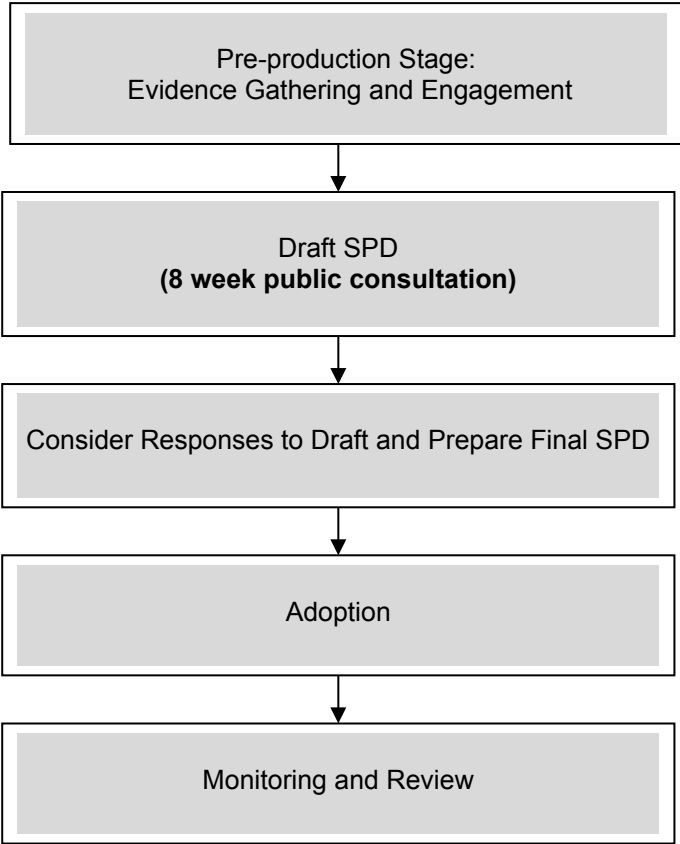 Pre-production Stage:
Evidence Gathering and Engagement
Draft SPD
(8 week public consultation)
Consider Responses to Draft and Prepare Final SPD
Adoption
Monitoring and Review